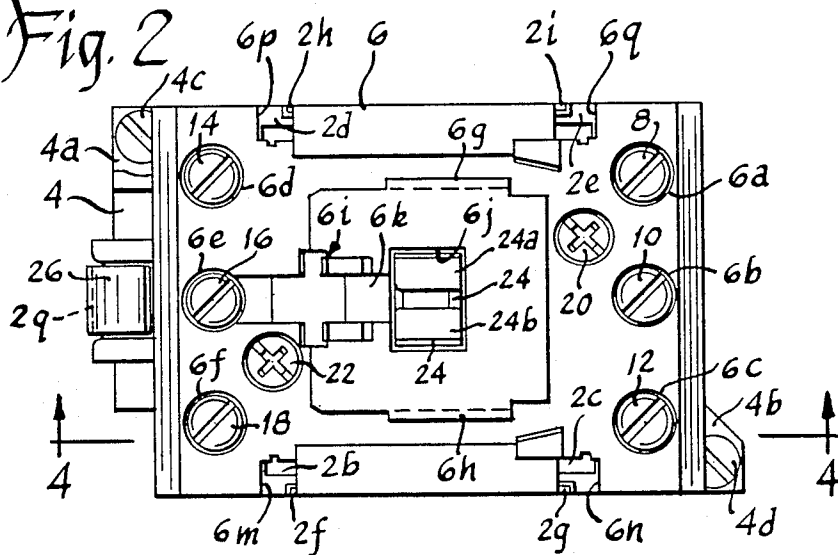 Fig. 2
6p 2h 6 2i 6q
4c
14 2d 6g 8
4a 6d 2e 6a
4
6i 6k 6j 24a
6e 16 10
26 24 20 6b
2q 24b
6f 22 24 12 6c
18 2c 4b
4 2b 6h 4
6m 2f 2g 6n 4d